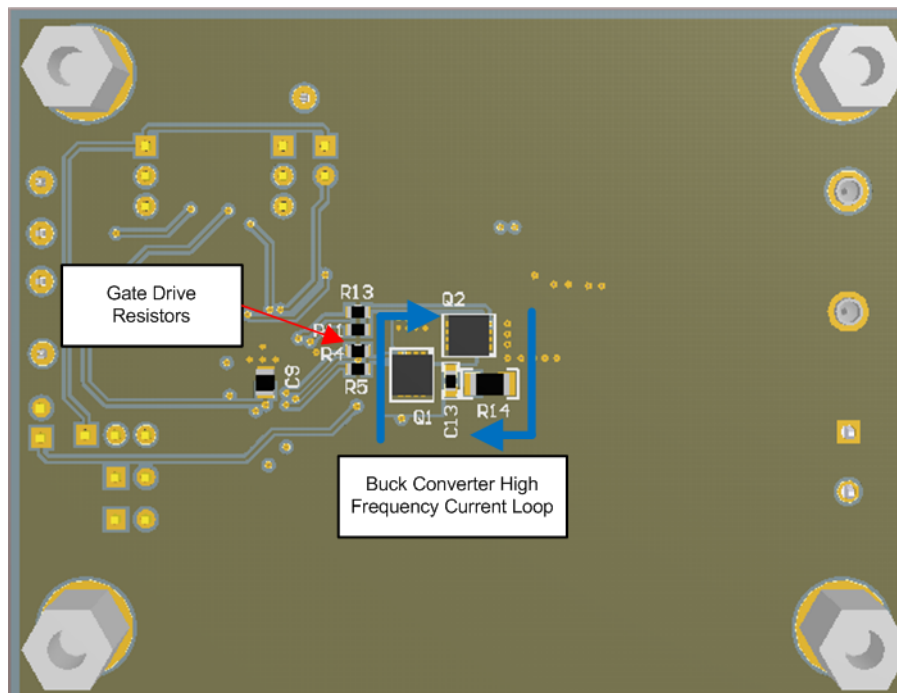 Gate Drive
Resistors
R13
Q2
R4
R5
C9
Q1
C13
R14
Buck Converter High
Frequency Current Loop